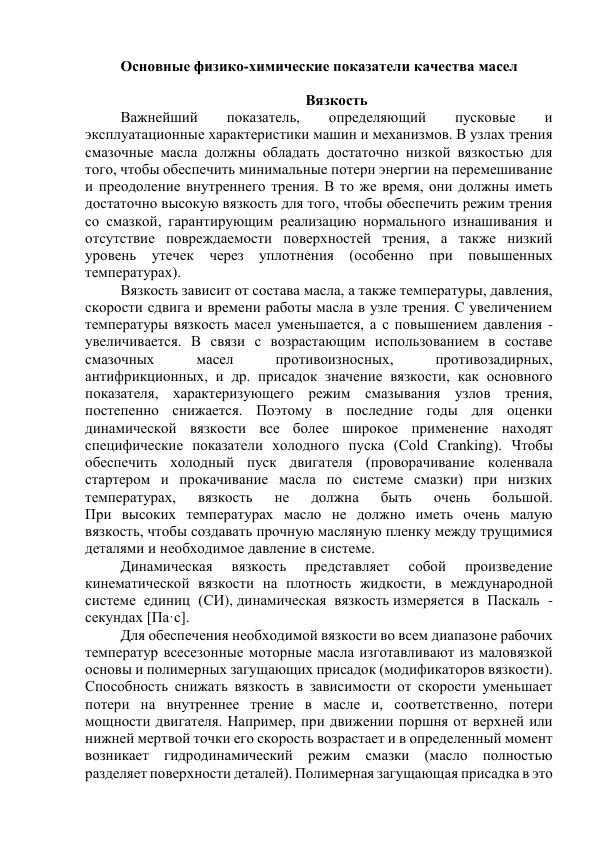 Основные физико-химические показатели качества масел
Вязкость
Важнейший показатель, определяющий пусковые и
эксплуатационные характеристики машин и механизмов. В узлах трения
смазочные масла должны обладать достаточно низкой вязкостью для
того, чтобы обеспечить минимальные потери энергии на перемешивание
и преодоление внутреннего трения. В то же время, они должны иметь
достаточно высокую вязкость для того, чтобы обеспечить режим трения
со смазкой, гарантирующим реализацию нормального изнашивания и
отсутствие повреждаемости поверхностей трения, а также низкий
уровень утечек через уплотнения (особенно при повышенных
температурах).
Вязкость зависит от состава масла, а также температуры, давления,
скорости сдвига и времени работы масла в узле трения. С увеличением
температуры вязкость масел уменьшается, а с повышением давления -
увеличивается. В связи с возрастающим использованием в составе
смазочных масел противоизносных, противозадирных,
антифрикционных, и др. присадок значение вязкости, как основного
показателя, характеризующего режим смазывания узлов трения,
постепенно снижается. Поэтому в последние годы для оценки
динамической вязкости все более широкое применение находят
специфические показатели холодного пуска (Cold Cranking). Чтобы
обеспечить холодный пуск двигателя (проворачивание коленвала
стартером и прокачивание масла по системе смазки) при низких
температурах, вязкость не должна быть очень большой.
При высоких температурах масло не должно иметь очень малую
вязкость, чтобы создавать прочную масляную пленку между трущимися
деталями и необходимое давление в системе.
Динамическая вязкость представляет собой произведение
кинематической вязкости на плотность жидкости, в международной
системе единиц (СИ), динамическая вязкость измеряется в Паскаль -
секундах [Па·с].
Для обеспечения необходимой вязкости во всем диапазоне рабочих
температур всесезонные моторные масла изготавливают из маловязкой
основы и полимерных загущающих присадок (модификаторов вязкости).
Способность снижать вязкость в зависимости от скорости уменьшает
потери на внутреннее трение в масле и, соответственно, потери
мощности двигателя. Например, при движении поршня от верхней или
нижней мертвой точки его скорость возрастает и в определенный момент
возникает гидродинамический режим смазки (масло полностью
разделяет поверхности деталей). Полимерная загущающая присадка в это